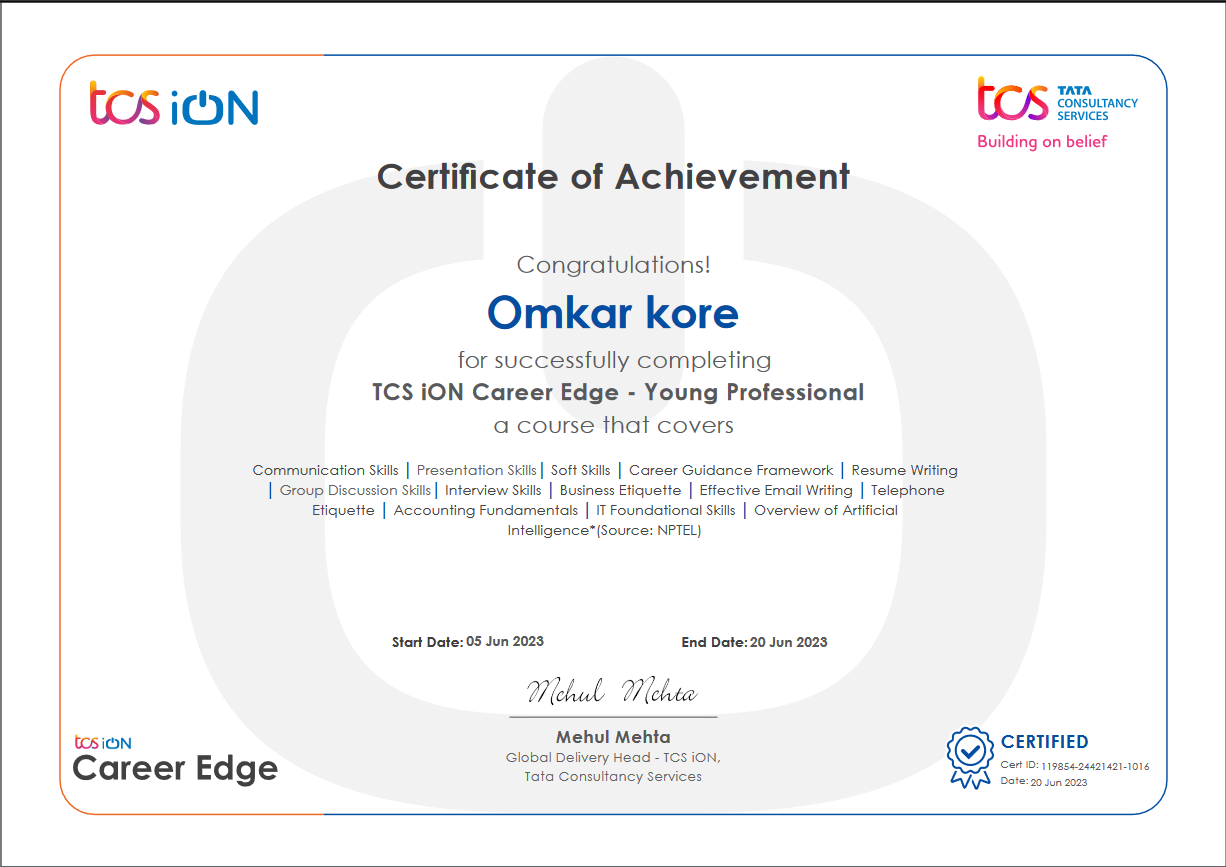 tcs iON
tcs TATA
CONSULTANCY
SERVICES
Building on belief
Certificate of Achievement
Congratulations!
Omkar kore
for successfully completing
TCS iON Career Edge - Young Professional
a course that covers
Communication Skills | Presentation Skills | Soft Skills | Career Guidance Framework | Resume Writing
| Group Discussion Skills | Interview Skills | Business Etiquette | Effective Email Writing | Telephone
Etiquette | Accounting Fundamentals | IT Foundational Skills | Overview of Artificial
Intelligence*(Source: NPTEL)
Start Date: 05 Jun 2023 End Date: 20 Jun 2023
Mehul Mehta
Mehul Mehta
Global Delivery Head - TCS iON,
Tata Consultancy Services
tcs iON
Career Edge
CERTIFIED
Cert ID: 119854-24421421-1016
Date: 20 Jun 2023